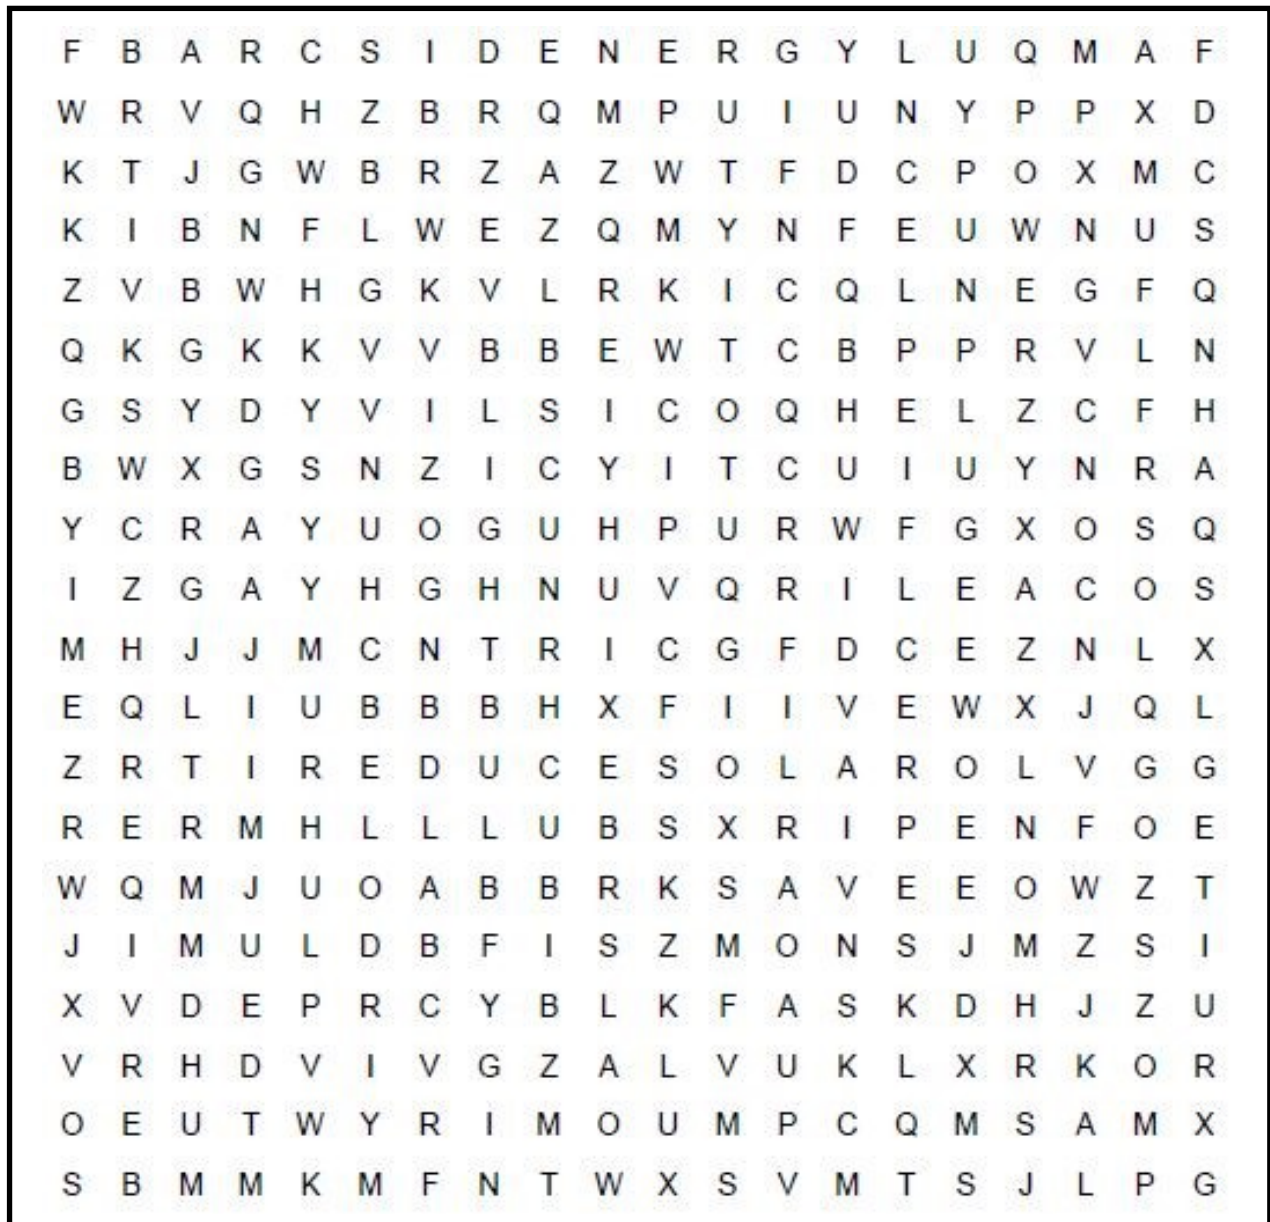 F B A R C S I D E N E R G Y L U Q M A F
W R V Q H Z B R Q M P U I U N Y P P X D
K T J G W B R Z A Z W T F D C P O X M C
K I B N F L W E Z Q M Y N F E U W N U S
Z V B W H G K V L R K I C Q L N E G F Q
Q K G K K V V B B E W T C B P P R V L N
G S Y D Y V I L S I C O Q H E L Z C F H
B W X G S N Z I C Y I T C U I U Y N R A
Y C R A Y U O G U H P U R W F G X O S Q
I Z G A Y H G H N U V Q R I L E A C O S
M H J J M C N T R I C G F D C E Z N L X
E Q L I U B B B H X F I I V E W X J Q L
Z R T I R E D U C E S O L A R O L V G G
R E R M H L L L U B S X R I P E N F O E
W Q M J U O A B B R K S A V E E O W Z T
J I M U L D B F I S Z M O N S J M Z S I
X V D E P R C Y B L K F A S K D H J Z U
V R H D V I V G Z A L V U K L X R K O R
O E U T W Y R I M O U M P C Q M S A M X
S B M M K M F N T W X S V M T S J L P G